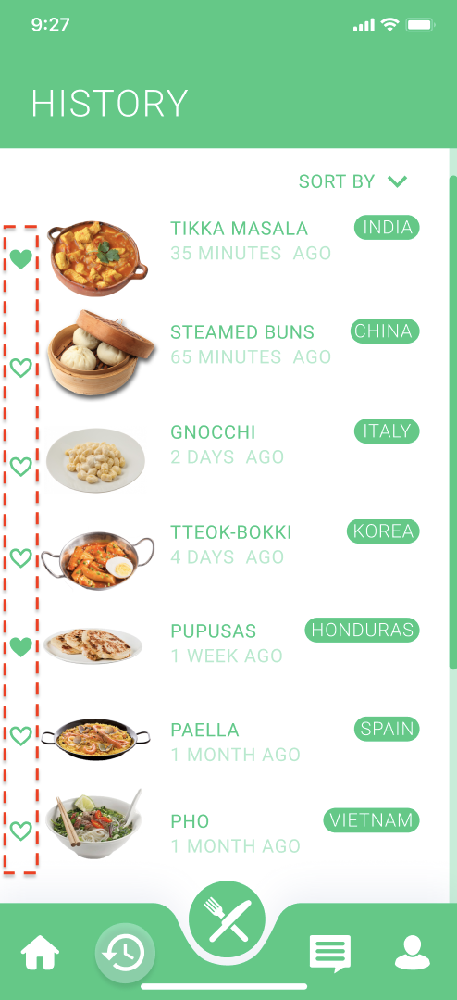 9:27
HISTORY
SORT BY
TIKKA MASALA INDIA
35 MINUTES AGO
STEAMED BUNS CHINA
65 MINUTES AGO
GNOCCHI ITALY
2 DAYS AGO
TTEOK-BOKKI KOREA
4 DAYS AGO
PUPUSAS HONDURAS
1 WEEK AGO
PAELLA SPAIN
1 MONTH AGO
PHO VIETNAM
1 MONTH AGO